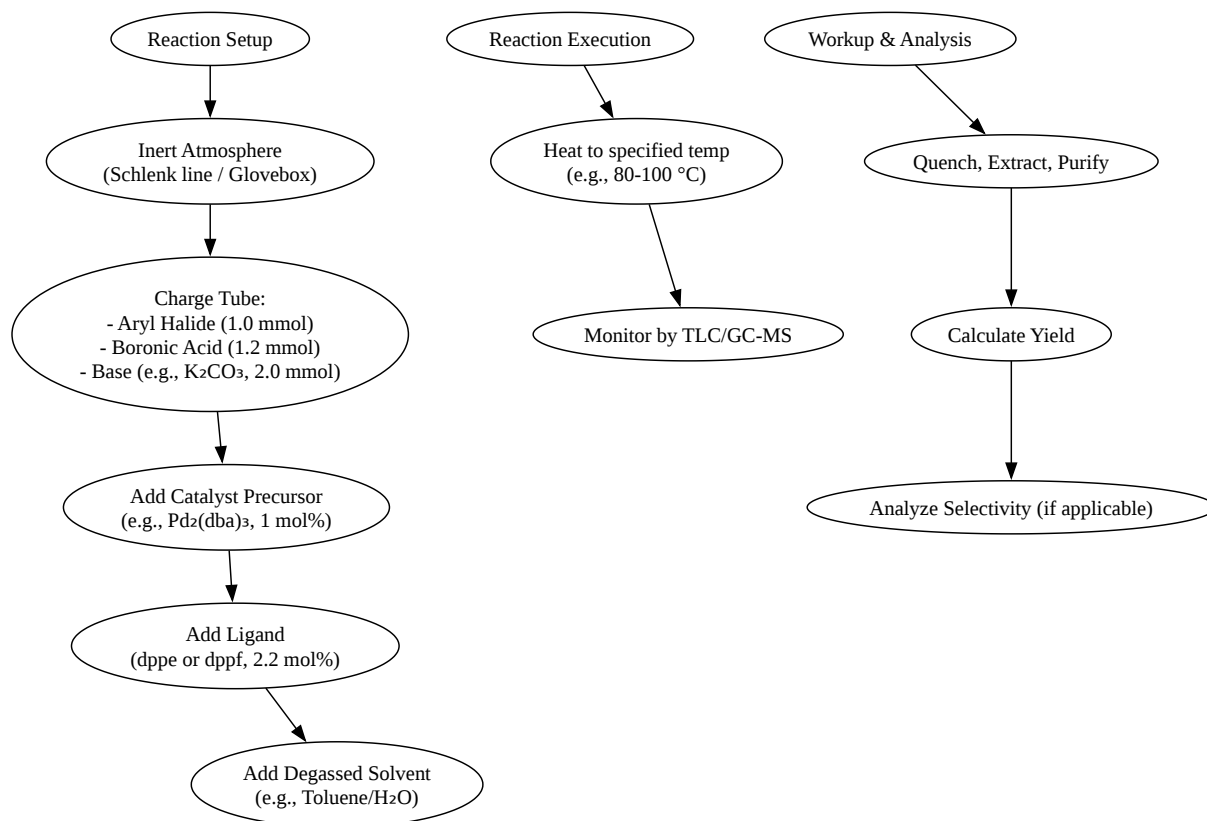 Reaction Setup
Inert Atmosphere
(Schlenk line / Glovebox)
Charge Tube:
- Aryl Halide (1.0 mmol)
- Boronic Acid (1.2 mmol)
- Base (e.g., K₂CO₃, 2.0 mmol)
Add Catalyst Precursor
(e.g., Pd₂(dba)₃, 1 mol%)
Add Ligand
(dppe or dppf, 2.2 mol%)
Add Degassed Solvent
(e.g., Toluene/H₂O)
Reaction Execution
Heat to specified temp
(e.g., 80-100 °C)
Monitor by TLC/GC-MS
Workup & Analysis
Quench, Extract, Purify
Calculate Yield
Analyze Selectivity (if applicable)